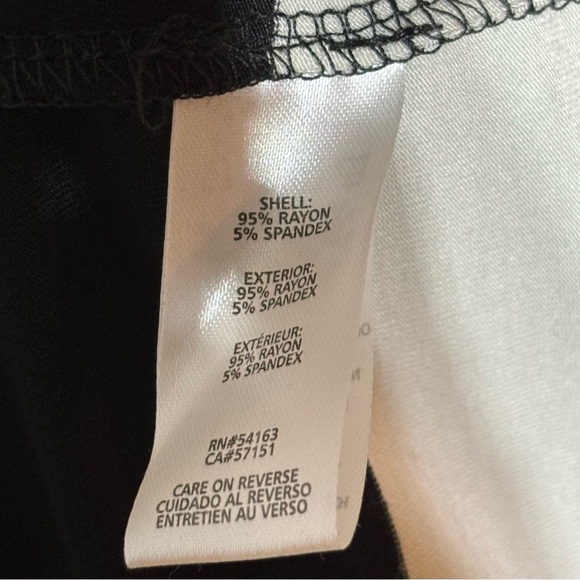 SHELL:
95% RAYON
5% SPANDEX
EXTERIOR:
95% RAYON
5% SPANDEX
EXTÉRIEUR:
95% RAYON
5% SPANDEX
RN#54163
CA#57151
CARE ON REVERSE
CUIDADO AL REVERSO
ENTRETIEN AU VERSO